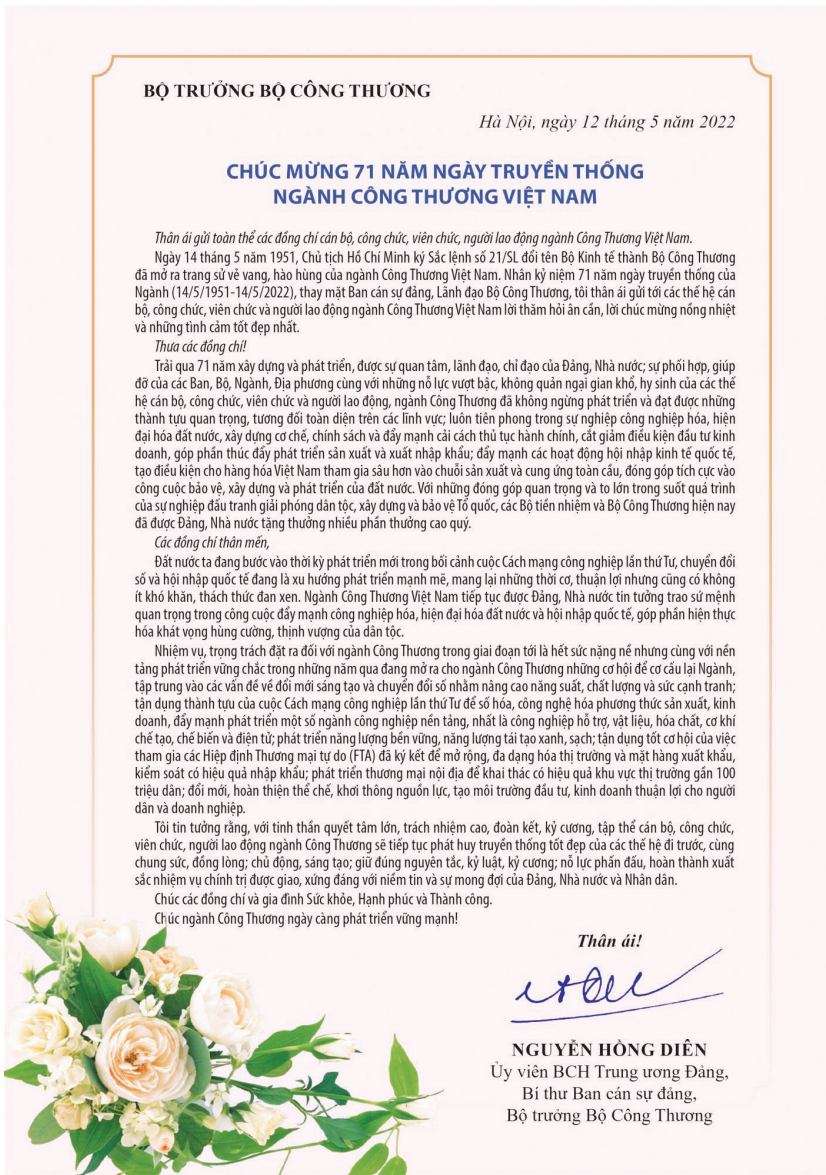 BỘ TRƯỞNG BỘ CÔNG THƯƠNG
Hà Nội, ngày 12 tháng 5 năm 2022
CHÚC MỪNG 71 NĂM NGÀY TRUYỀN THỐNG
NGÀNH CÔNG THƯƠNG VIỆT NAM
Thân ái gửi toàn thể các đồng chí cán bộ, công chức, viên chức, người lao động ngành Công Thương Việt Nam.
Ngày 14 tháng 5 năm 1951, Chủ tịch Hồ Chí Minh ký Sắc lệnh số 21/SL đổi tên Bộ Kinh tế thành Bộ Công Thương
đã mở ra trang sử vẻ vang, hào hùng của ngành Công Thương Việt Nam. Nhân kỷ niệm 71 năm ngày truyền thống của
Ngành (14/5/1951-14/5/2022), thay mặt Ban cán sự đảng, Lãnh đạo Bộ Công Thương, tôi thân ái gửi tới các thế hệ cán
bộ, công chức, viên chức và người lao động ngành Công Thương Việt Nam lời thăm hỏi ân cần, lời chúc mừng nồng nhiệt
và những tình cảm tốt đẹp nhất.
Thưa các đồng chí!
Trải qua 71 năm xây dựng và phát triển, được sự quan tâm, lãnh đạo, chỉ đạo của Đảng, Nhà nước; sự phối hợp, giúp
đỡ của các Ban, Bộ, Ngành, Địa phương cùng với những nỗ lực vượt bậc, không quản ngại gian khổ, hy sinh của các thế
hệ cán bộ, công chức, viên chức và người lao động, ngành Công Thương đã không ngừng phát triển và đạt được những
thành tựu quan trọng, tương đối toàn diện trên các lĩnh vực; luôn tiên phong trong sự nghiệp công nghiệp hóa, hiện
đại hóa đất nước, xây dựng cơ chế, chính sách và đẩy mạnh cải cách thủ tục hành chính, cắt giảm điều kiện đầu tư kinh
doanh, góp phần thúc đẩy phát triển sản xuất và xuất nhập khẩu; đẩy mạnh các hoạt động hội nhập kinh tế quốc tế,
tạo điều kiện cho hàng hóa Việt Nam tham gia sâu hơn vào chuỗi sản xuất và cung ứng toàn cầu, đóng góp tích cực vào
công cuộc bảo vệ, xây dựng và phát triển của đất nước. Với những đóng góp quan trọng và to lớn trong suốt quá trình
của sự nghiệp đấu tranh giải phóng dân tộc, xây dựng và bảo vệ Tổ quốc, các Bộ tiền nhiệm và Bộ Công Thương hiện nay
đã được Đảng, Nhà nước tặng thưởng nhiều phần thưởng cao quý.
Các đồng chí thân mến,
Đất nước ta đang bước vào thời kỳ phát triển mới trong bối cảnh cuộc Cách mạng công nghiệp lần thứ Tư, chuyển đổi
số và hội nhập quốc tế đang là xu hướng phát triển mạnh mẽ, mang lại những thời cơ, thuận lợi nhưng cũng có không
ít khó khăn, thách thức đan xen. Ngành Công Thương Việt Nam tiếp tục được Đảng, Nhà nước tin tưởng trao sứ mệnh
quan trọng trong công cuộc đẩy mạnh công nghiệp hóa, hiện đại hóa đất nước và hội nhập quốc tế, góp phần hiện thực
hóa khát vọng hùng cường, thịnh vượng của dân tộc.
Nhiệm vụ, trọng trách đặt ra đối với ngành Công Thương trong giai đoạn tới là hết sức nặng nề nhưng cùng với nền
tảng phát triển vững chắc trong những năm qua đang mở ra cho ngành Công Thương những cơ hội để cơ cấu lại Ngành,
tập trung vào các vấn đề về đổi mới sáng tạo và chuyển đổi số nhằm nâng cao năng suất, chất lượng và sức cạnh tranh;
tận dụng thành tựu của cuộc Cách mạng công nghiệp lần thứ Tư để số hóa, công nghệ hóa phương thức sản xuất, kinh
doanh, đẩy mạnh phát triển một số ngành công nghiệp nền tảng, nhất là công nghiệp hỗ trợ, vật liệu, hóa chất, cơ khí
chế tạo, chế biến và điện tử; phát triển năng lượng bền vững, năng lượng tái tạo xanh, sạch; tận dụng tốt cơ hội của việc
tham gia các Hiệp định Thương mại tự do (FTA) đã ký kết để mở rộng, đa dạng hóa thị trường và mặt hàng xuất khẩu,
kiểm soát có hiệu quả nhập khẩu; phát triển thương mại nội địa để khai thác có hiệu quả khu vực thị trường gần 100
triệu dân; đổi mới, hoàn thiện thể chế, khơi thông nguồn lực, tạo môi trường đầu tư, kinh doanh thuận lợi cho người
dân và doanh nghiệp.
Tôi tin tưởng rằng, với tinh thần quyết tâm lớn, trách nhiệm cao, đoàn kết, kỷ cương, tập thể cán bộ, công chức,
viên chức, người lao động ngành Công Thương sẽ tiếp tục phát huy truyền thống tốt đẹp của các thế hệ đi trước, cùng
chung sức, đồng lòng; chủ động, sáng tạo; giữ đúng nguyên tắc, kỷ luật, kỷ cương; nỗ lực phấn đấu, hoàn thành xuất
sắc nhiệm vụ chính trị được giao, xứng đáng với niềm tin và sự mong đợi của Đảng, Nhà nước và Nhân dân.
Chúc các đồng chí và gia đình Sức khỏe, Hạnh phúc và Thành công.
Chúc ngành Công Thương ngày càng phát triển vững mạnh!
Thân ái!
NGUYỄN HỒNG DIÊN
Ủy viên BCH Trung ương Đảng,
Bí thư Ban cán sự đảng,
Bộ trưởng Bộ Công Thương